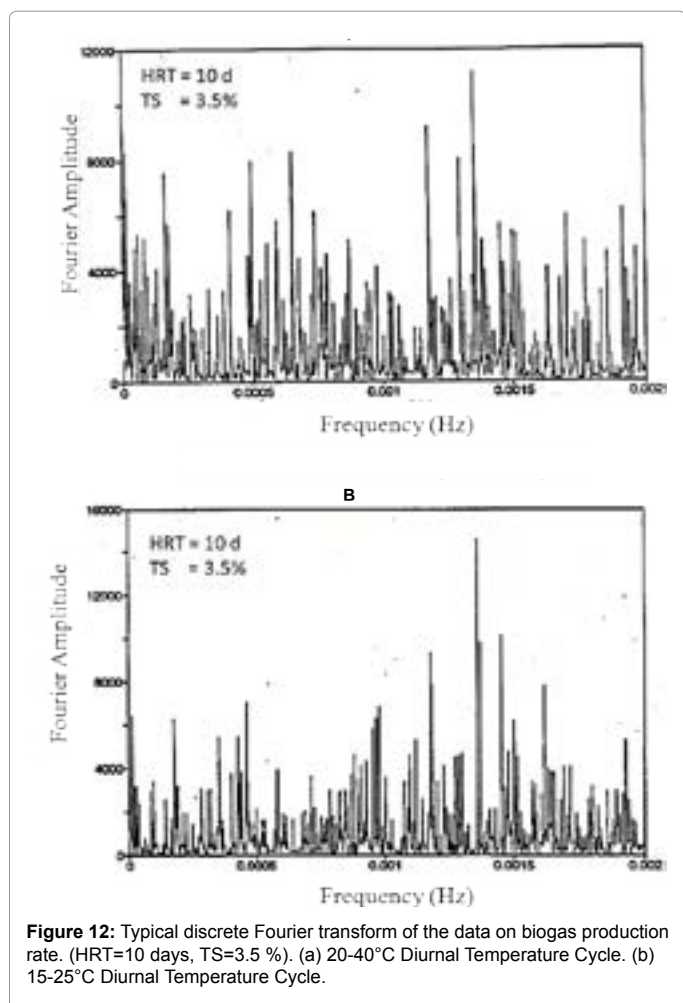 12000
HRT = 10 d
TS = 3.5%
8000
4000
0
Fourier Amplitude
0 0.0005 0.001 0.0015 0.002
Frequency (Hz)
B
16000
HRT = 10 d
TS = 3.5%
12000
8000
4000
0
Fourier Amplitude
0 0.0005 0.001 0.0015 0.002
Frequency (Hz)
Figure 12: Typical discrete Fourier transform of the data on biogas production
rate. (HRT=10 days, TS=3.5 %). (a) 20-40°C Diurnal Temperature Cycle. (b)
15-25°C Diurnal Temperature Cycle.